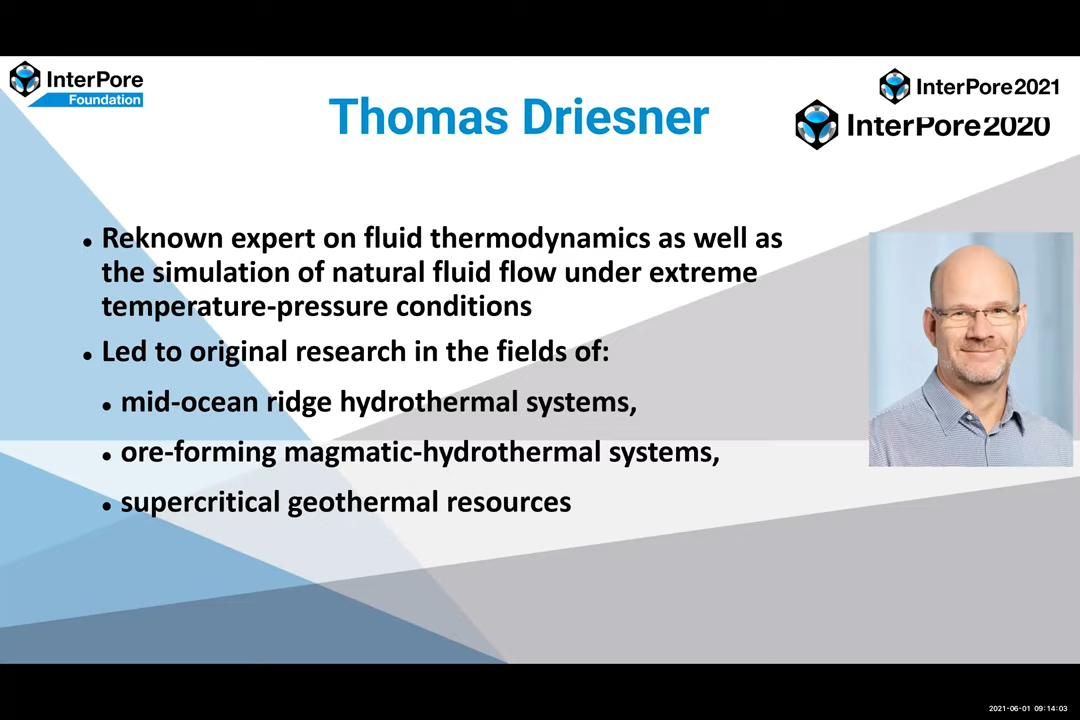 InterPore
Foundation
InterPore2021
InterPore2020
Thomas Driesner
• Reknown expert on fluid thermodynamics as well as
the simulation of natural fluid flow under extreme
temperature-pressure conditions
• Led to original research in the fields of:
• mid-ocean ridge hydrothermal systems,
• ore-forming magmatic-hydrothermal systems,
• supercritical geothermal resources
2021-06-01 09:14:03